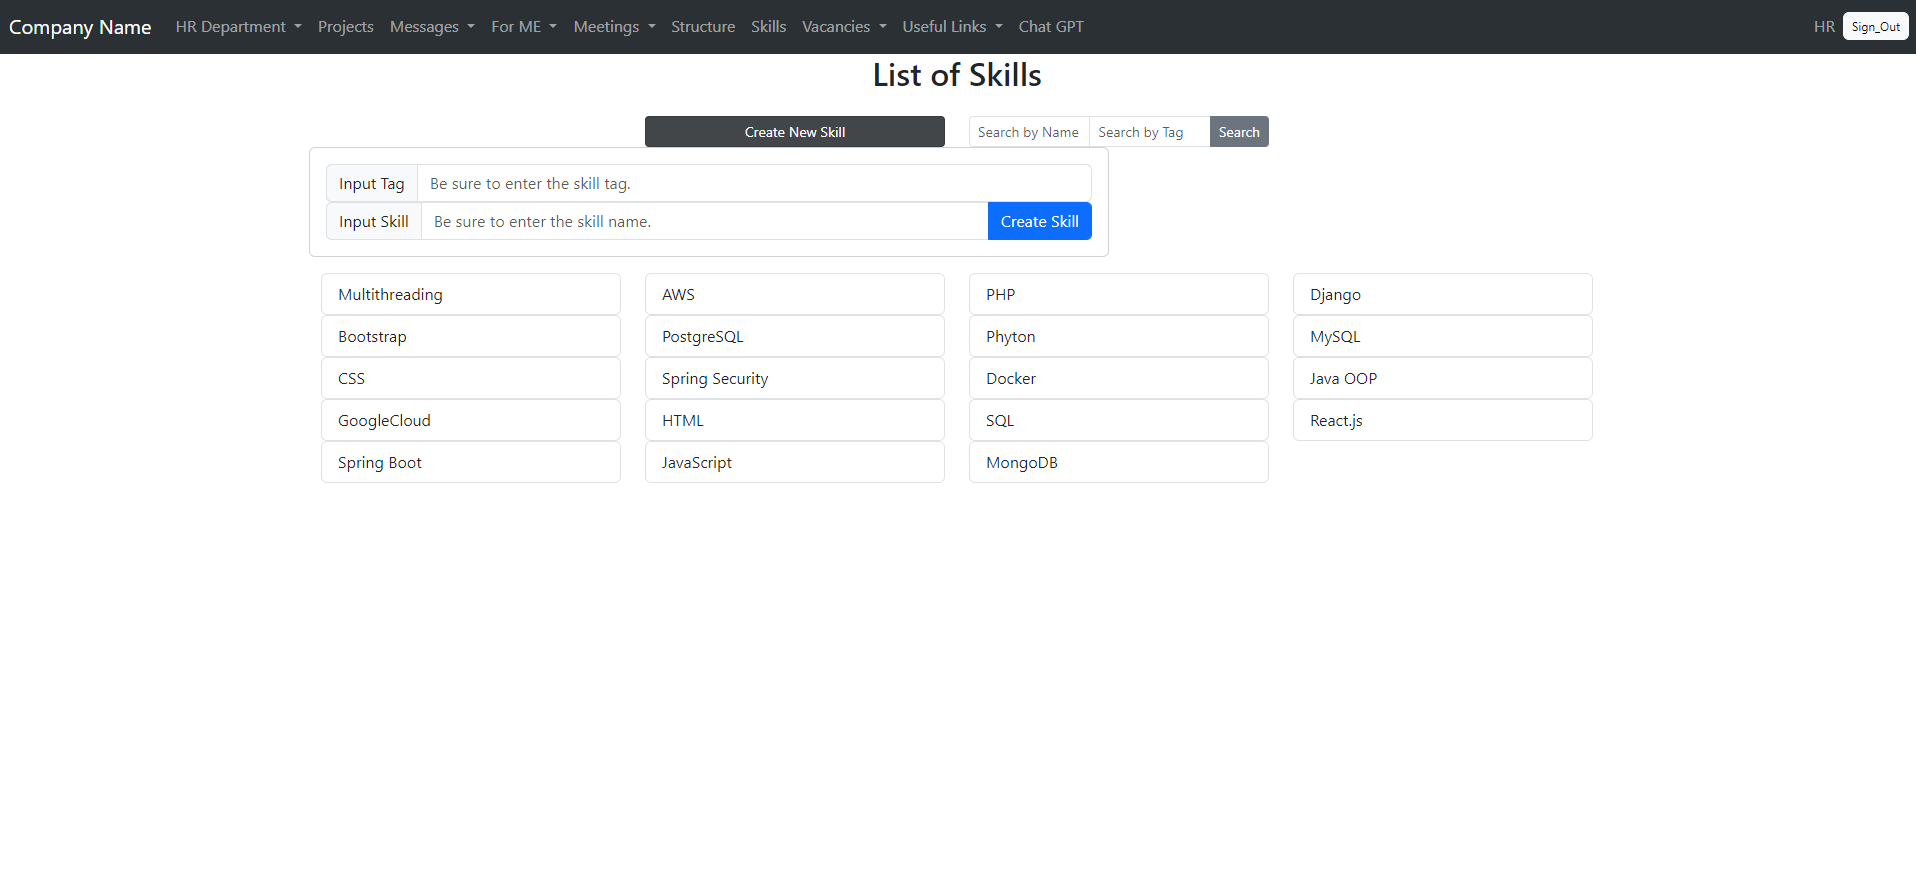 Company Name HR Department Projects Messages For ME Meetings Structure Skills Vacancies Useful Links Chat GPT HR Sign_Out
List of Skills
Create New Skill Search by Name Search by Tag Search
Input Tag Be sure to enter the skill tag.
Input Skill Be sure to enter the skill name. Create Skill
Multithreading AWS PHP Django
Bootstrap PostgreSQL Phyton MySQL
CSS Spring Security Docker Java OOP
GoogleCloud HTML SQL React.js
Spring Boot JavaScript MongoDB